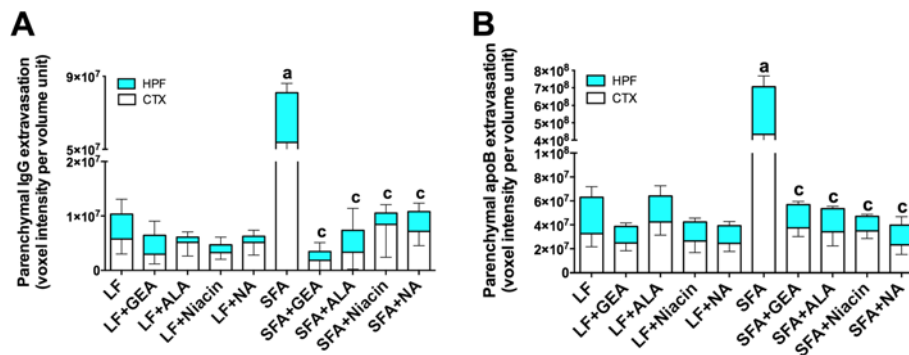 A
Parenchymal IgG extravasation
(voxel intensity per volume unit)
9×10⁷
5×10⁷
2×10⁷
1×10⁷
0
HPF
CTX
a
c
c
c
c
LF
LF+GEA
LF+ALA
LF+Niacin
LF+NA
SFA
SFA+GEA
SFA+ALA
SFA+Niacin
SFA+NA
B
Parenchymal apoB extravasation
(voxel intensity per volume unit)
8×10⁸
7×10⁸
6×10⁸
5×10⁸
4×10⁸
1×10⁸
8×10⁷
6×10⁷
4×10⁷
2×10⁷
0
HPF
CTX
a
c
c
c
c
LF
LF+GEA
LF+ALA
LF+Niacin
LF+NA
SFA
SFA+GEA
SFA+ALA
SFA+Niacin
SFA+NA